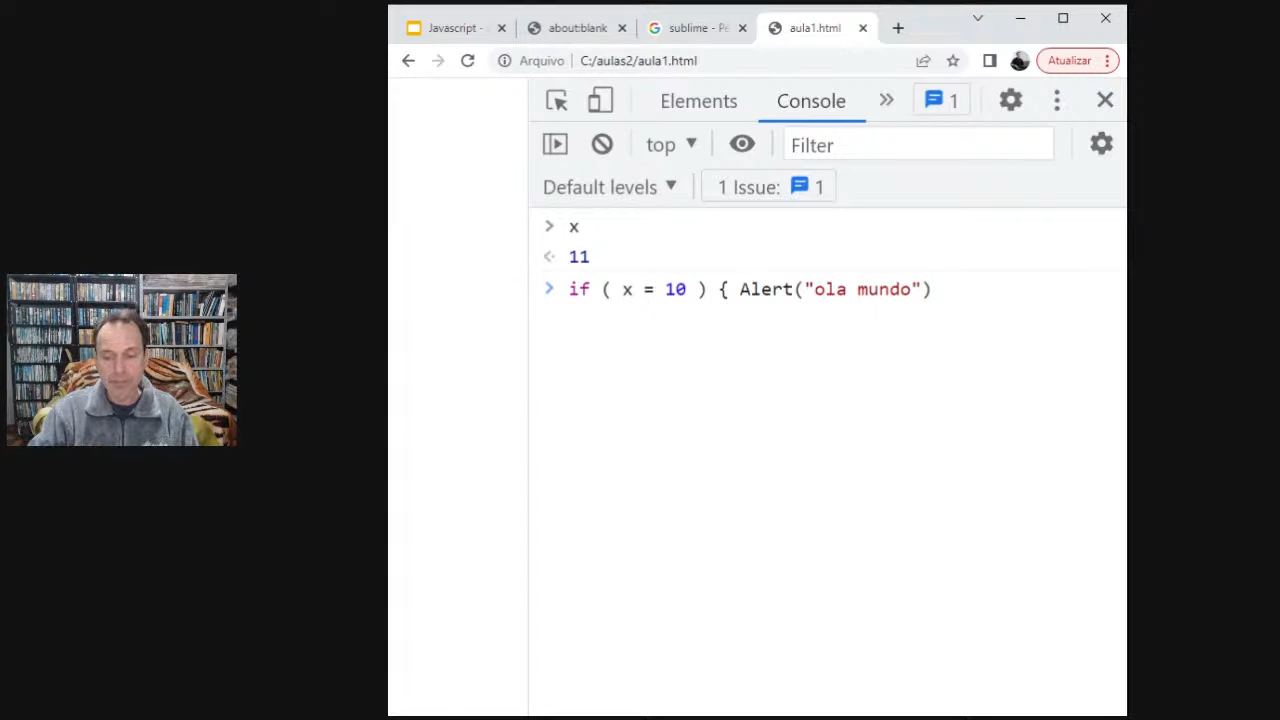 Javascript -
about:blank
sublime - Pe
aula1.html
Arquivo
C:/aulas2/aula1.html
Atualizar
Elements
Console
1
top
Filter
Default levels
1 Issue: 1
x
11
if ( x = 10 ) { Alert("ola mundo")